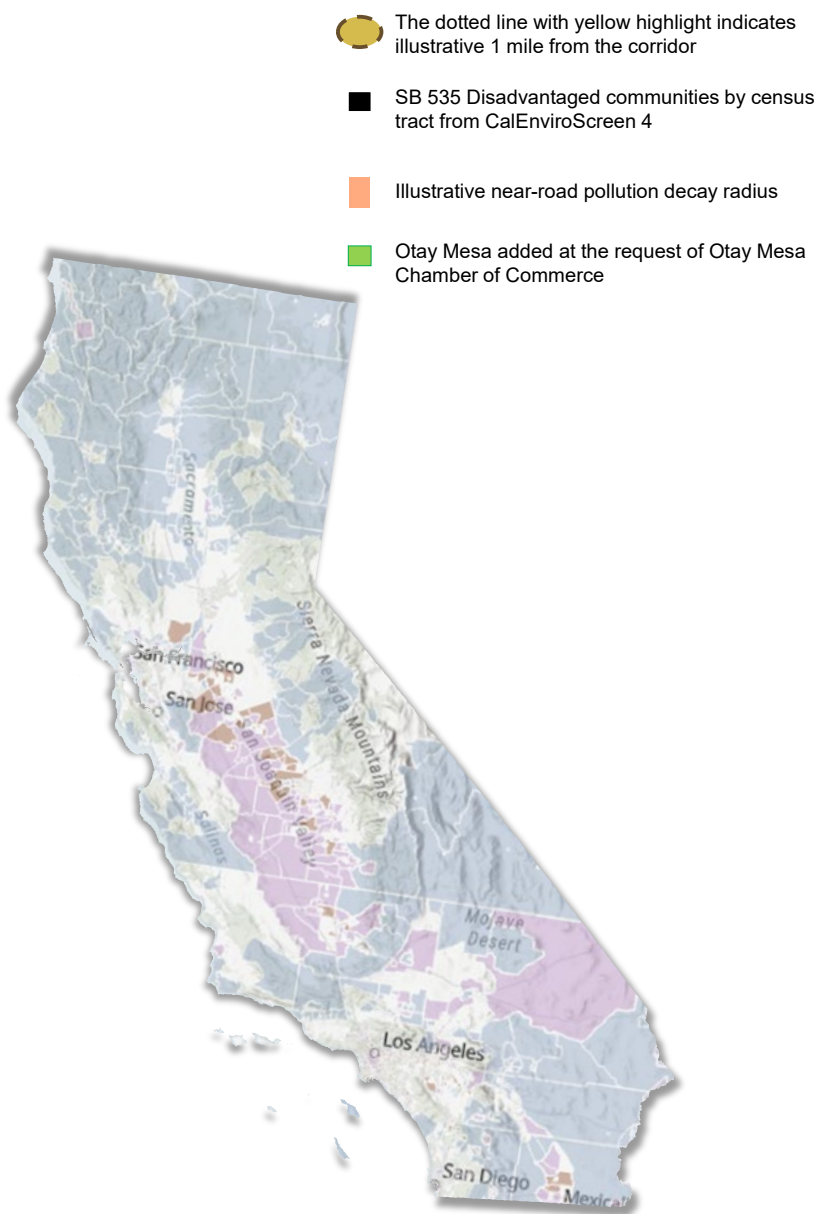 The dotted line with yellow highlight indicates
illustrative 1 mile from the corridor
SB 535 Disadvantaged communities by census
tract from CalEnviroScreen 4
Illustrative near-road pollution decay radius
Otay Mesa added at the request of Otay Mesa
Chamber of Commerce
Sacramento
San Francisco
San Jose
Sierra Nevada Mountains
San Joaquin Valley
Salinas
Mojave
Desert
Los Angeles
San Diego
Mexicali